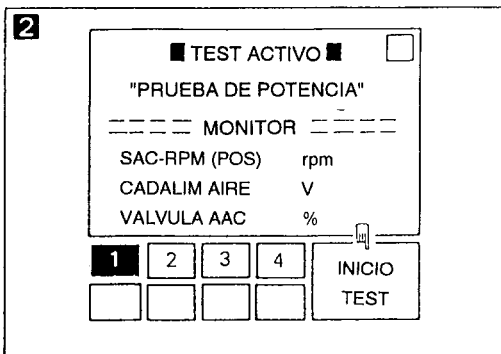 2
■ TEST ACTIVO ■
"PRUEBA DE POTENCIA"
==== MONITOR ====
SAC-RPM (POS) rpm
CADALIM AIRE V
VALVULA AAC %
1 2 3 4 INICIO
TEST